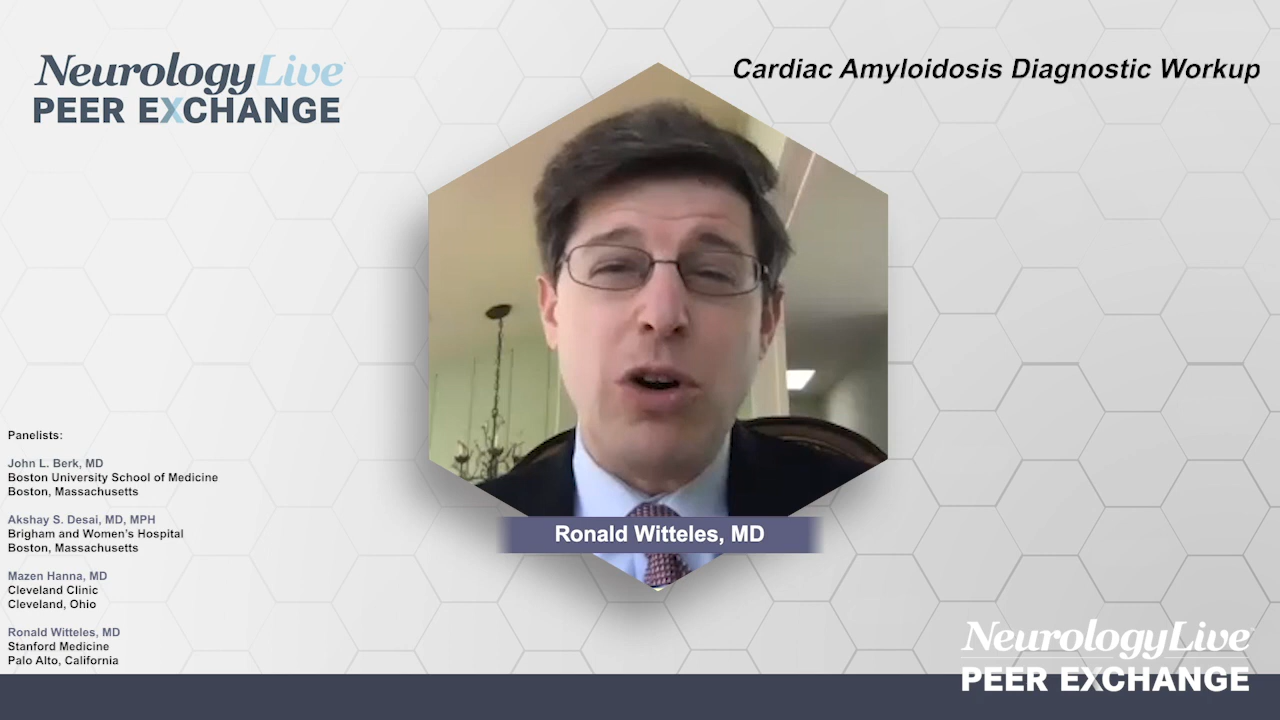 NeurologyLive
PEER EXCHANGE
Cardiac Amyloidosis Diagnostic Workup
Ronald Witteles, MD
Panelists:
John L. Berk, MD
Boston University School of Medicine
Boston, Massachusetts
Akshay S. Desai, MD, MPH
Brigham and Women's Hospital
Boston, Massachusetts
Mazen Hanna, MD
Cleveland Clinic
Cleveland, Ohio
Ronald Witteles, MD
Stanford Medicine
Palo Alto, California
NeurologyLive
PEER EXCHANGE